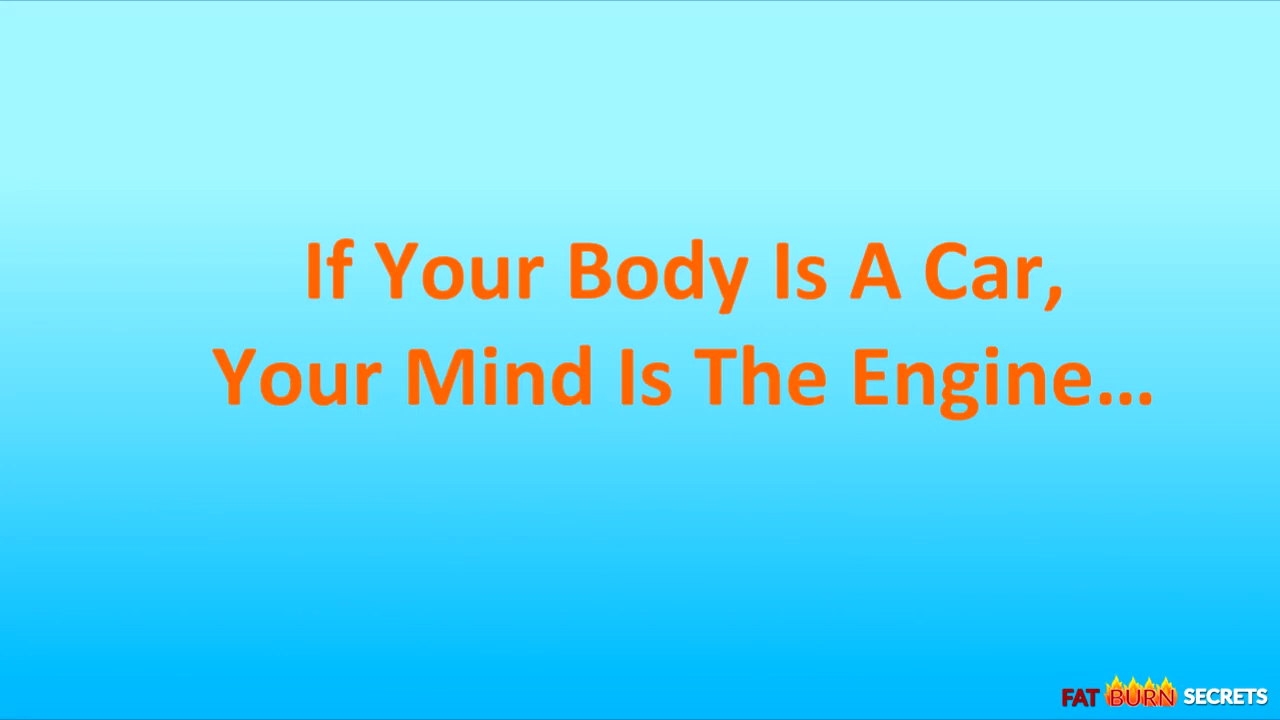 If Your Body Is A Car,
Your Mind Is The Engine...
FAT BURN SECRETS